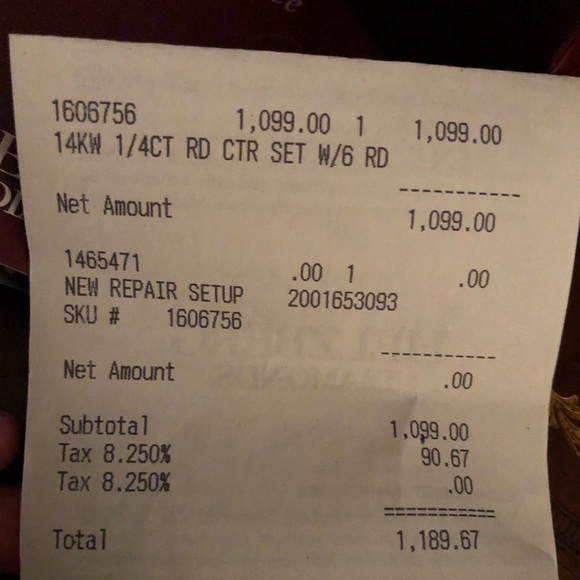 1606756 1,099.00 1 1,099.00
14KW 1/4CT RD CTR SET W/6 RD
-----------
Net Amount 1,099.00
1465471 .00 1 .00
NEW REPAIR SETUP 2001653093
SKU # 1606756
-----------
Net Amount .00
Subtotal 1,099.00
Tax 8.250% 90.67
Tax 8.250% .00
===========
Total 1,189.67